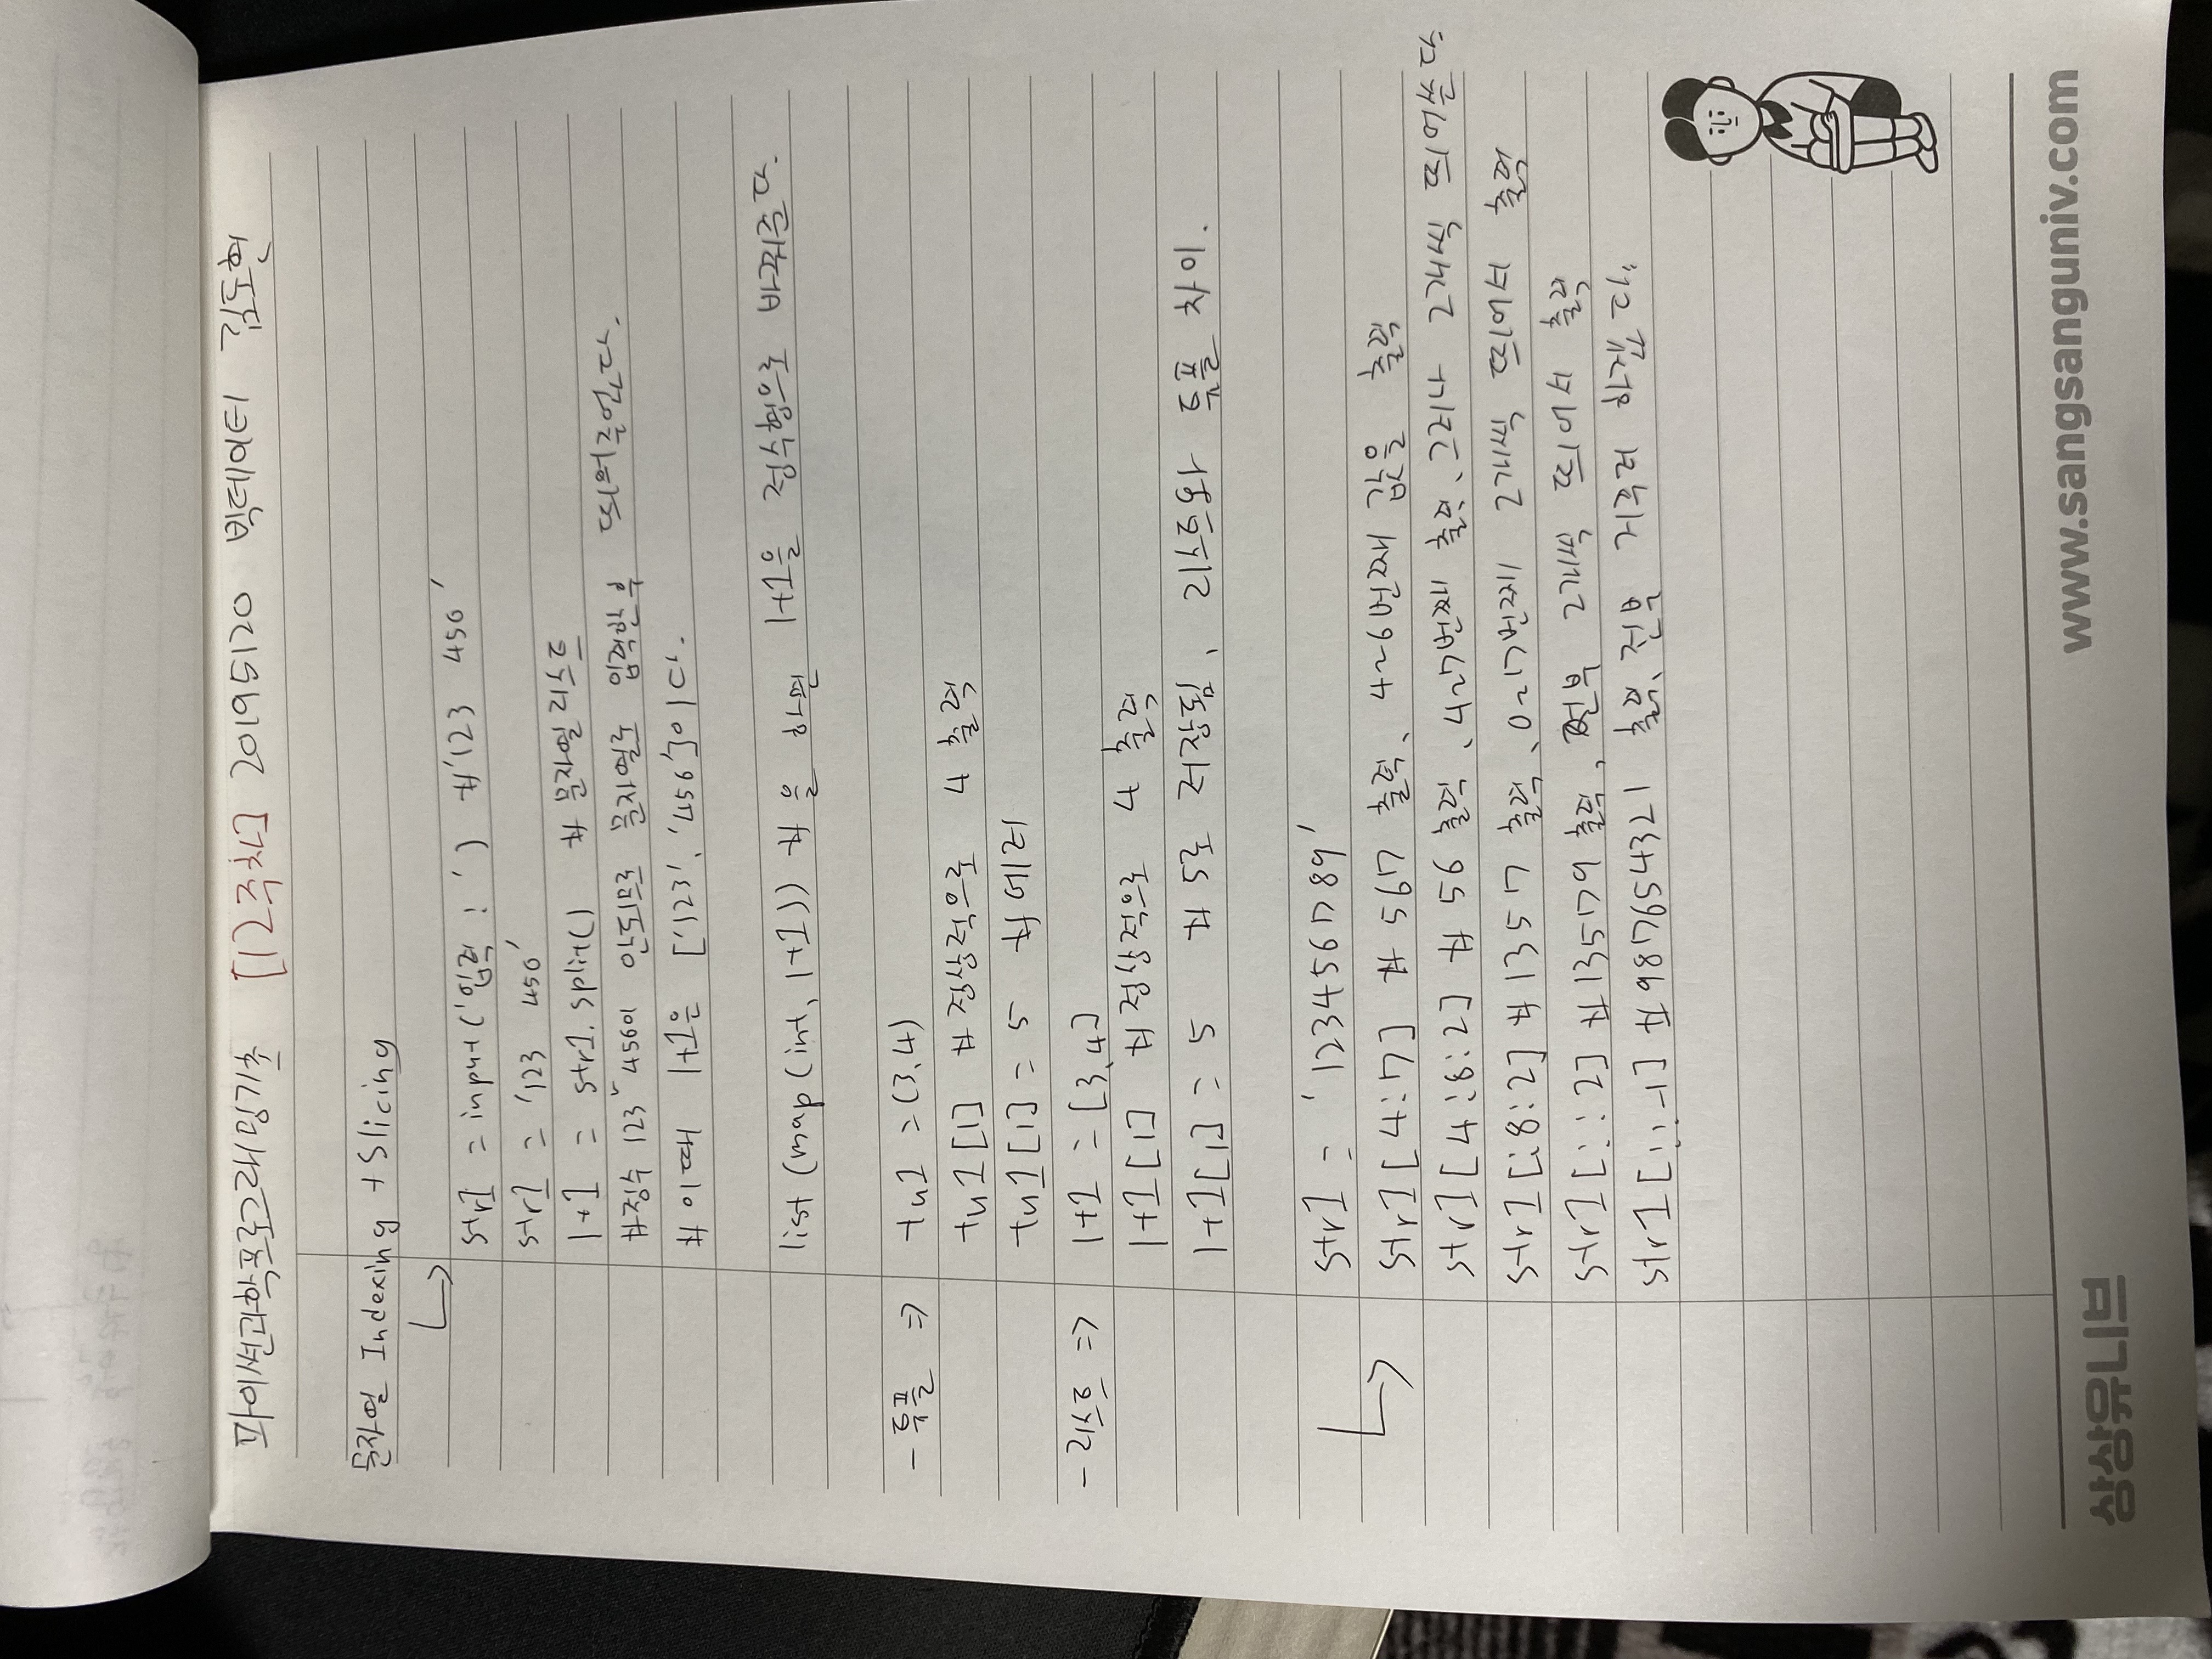 파이썬과학프로그래밍기초 [12주차] 20195120 빅데이터 김도현
문자열 Indexing + Slicing
str1 = input('입력 : ') #'123 456'
str1 = '123 456'
lt1 = str1.split() # 문자열 리스트
#정수 123˅456이 안되므로 문자열로 입력한 후 띄어주었다.
# 이때 lt1은 ['123', '456']이다.
list (map (int, lt1)) # 을 하면 lt1을 정수형으로 바꿔준다.
- 튜플 => tu1 = (3,4)
tu1[1] # 정상적으로 4 출력
tu1[1] = 5 # 에러
- 리스트 => lt1 = [3,4]
lt1[1] # 정상적으로 4 출력
lt1[1] = 5 # 5로 저장됨, 리스트와 튜플 차이.
str1 = '123456789'
str1[4:7] # 567 출력, 4~6번째 값을 출력
str1[4:8:2] # 56 출력, 4~7번째 출력, 그러나 2개씩 띄어쓴다.
str1[:8:2] # 1357 출력, 0~7번째 2개씩 띄어서 출력
str1[::2] # 13579 출력, 전부 2개씩 띄어서 출력
str1[::-1] # 987654321 출력, 전부 거꾸러 하겠다.
www.sangsanguniv.com
상상유니브